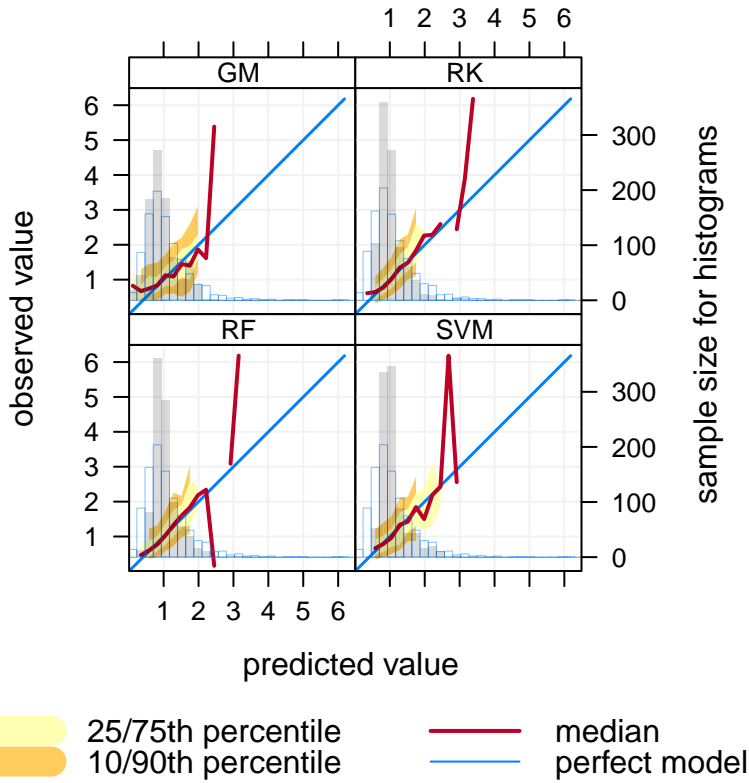 1 2 3 4 5 6
GM RK
6
5
4
3
2
1
300
200
100
0
RF SVM
6
5
4
3
2
1
300
200
100
0
1 2 3 4 5 6
observed value
sample size for histograms
predicted value
25/75th percentile median
10/90th percentile perfect model